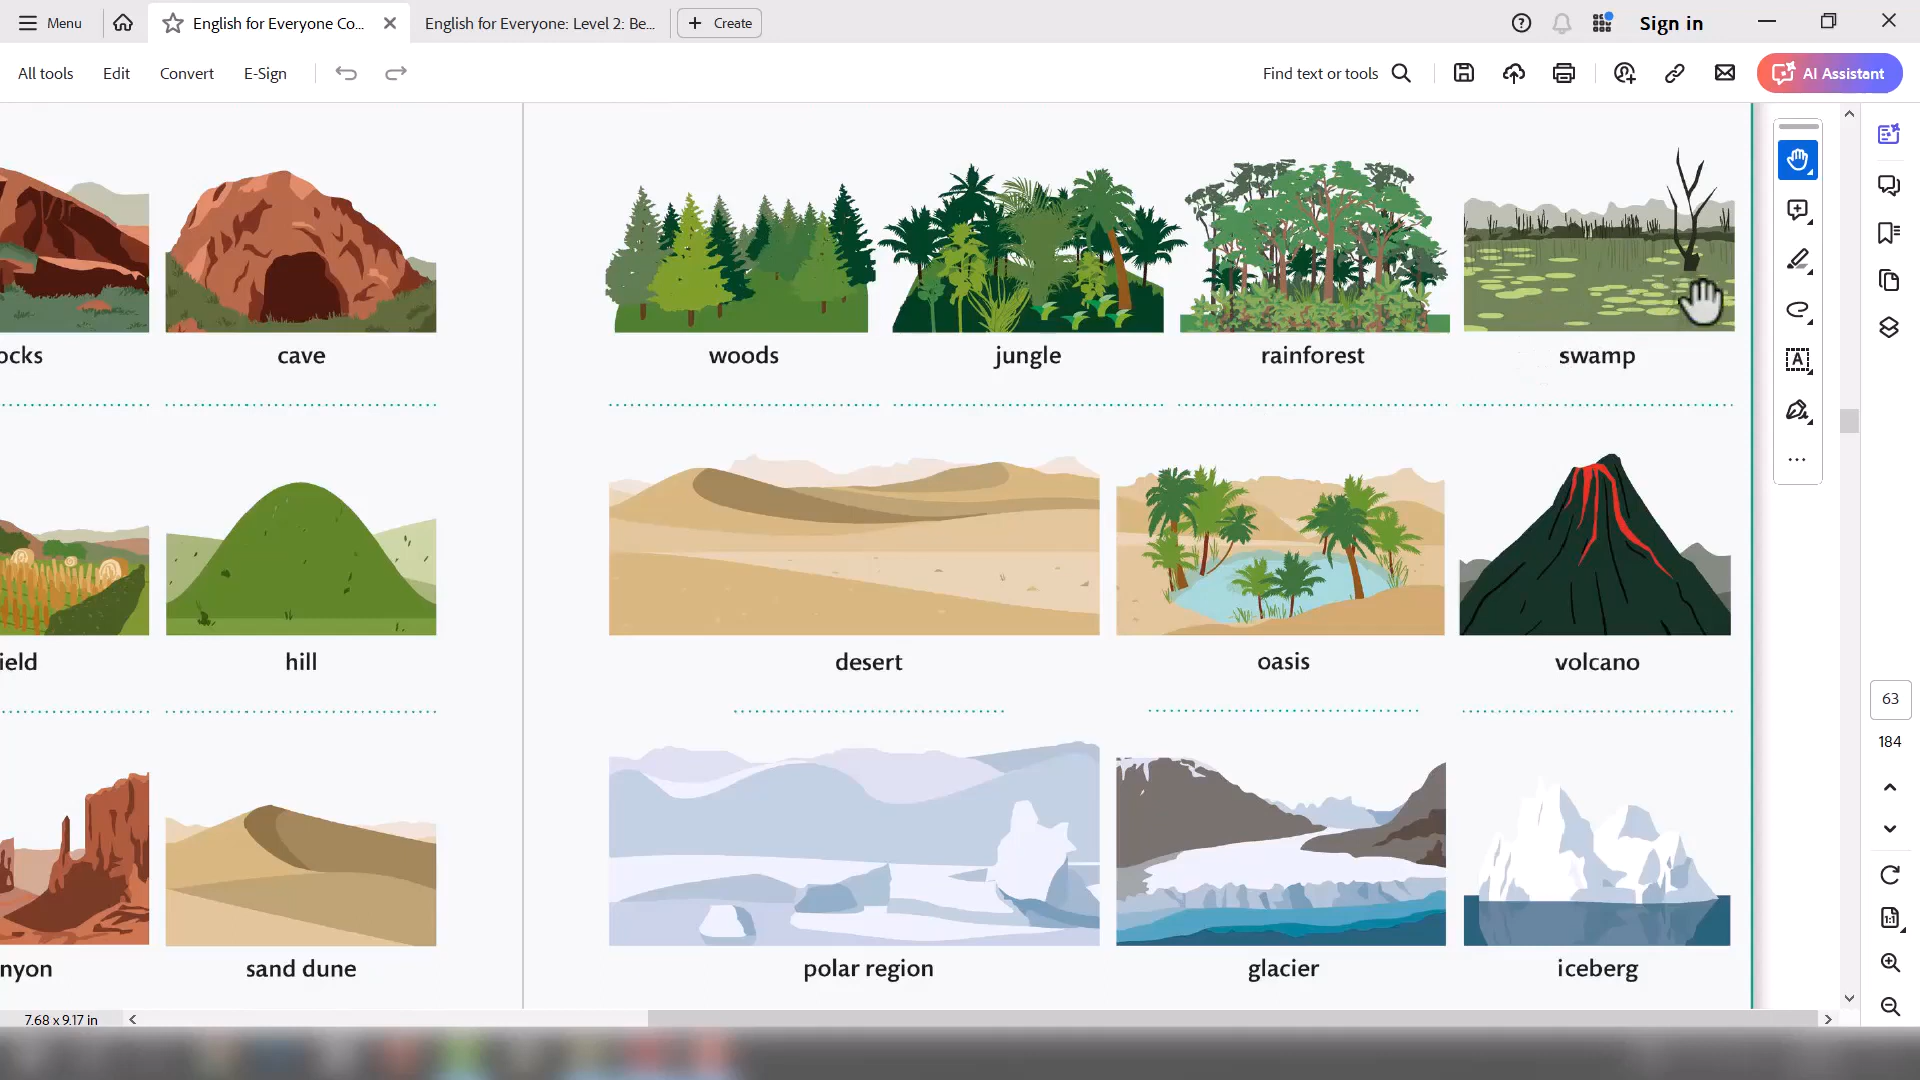 Menu
English for Everyone Co...
English for Everyone: Level 2: Be...
Create
Sign in
All tools
Edit
Convert
E-Sign
Find text or tools
AI Assistant
ocks
cave
woods
jungle
rainforest
swamp
ield
hill
desert
oasis
volcano
63
184
nyon
sand dune
polar region
glacier
iceberg
7.68 x 9.17 in